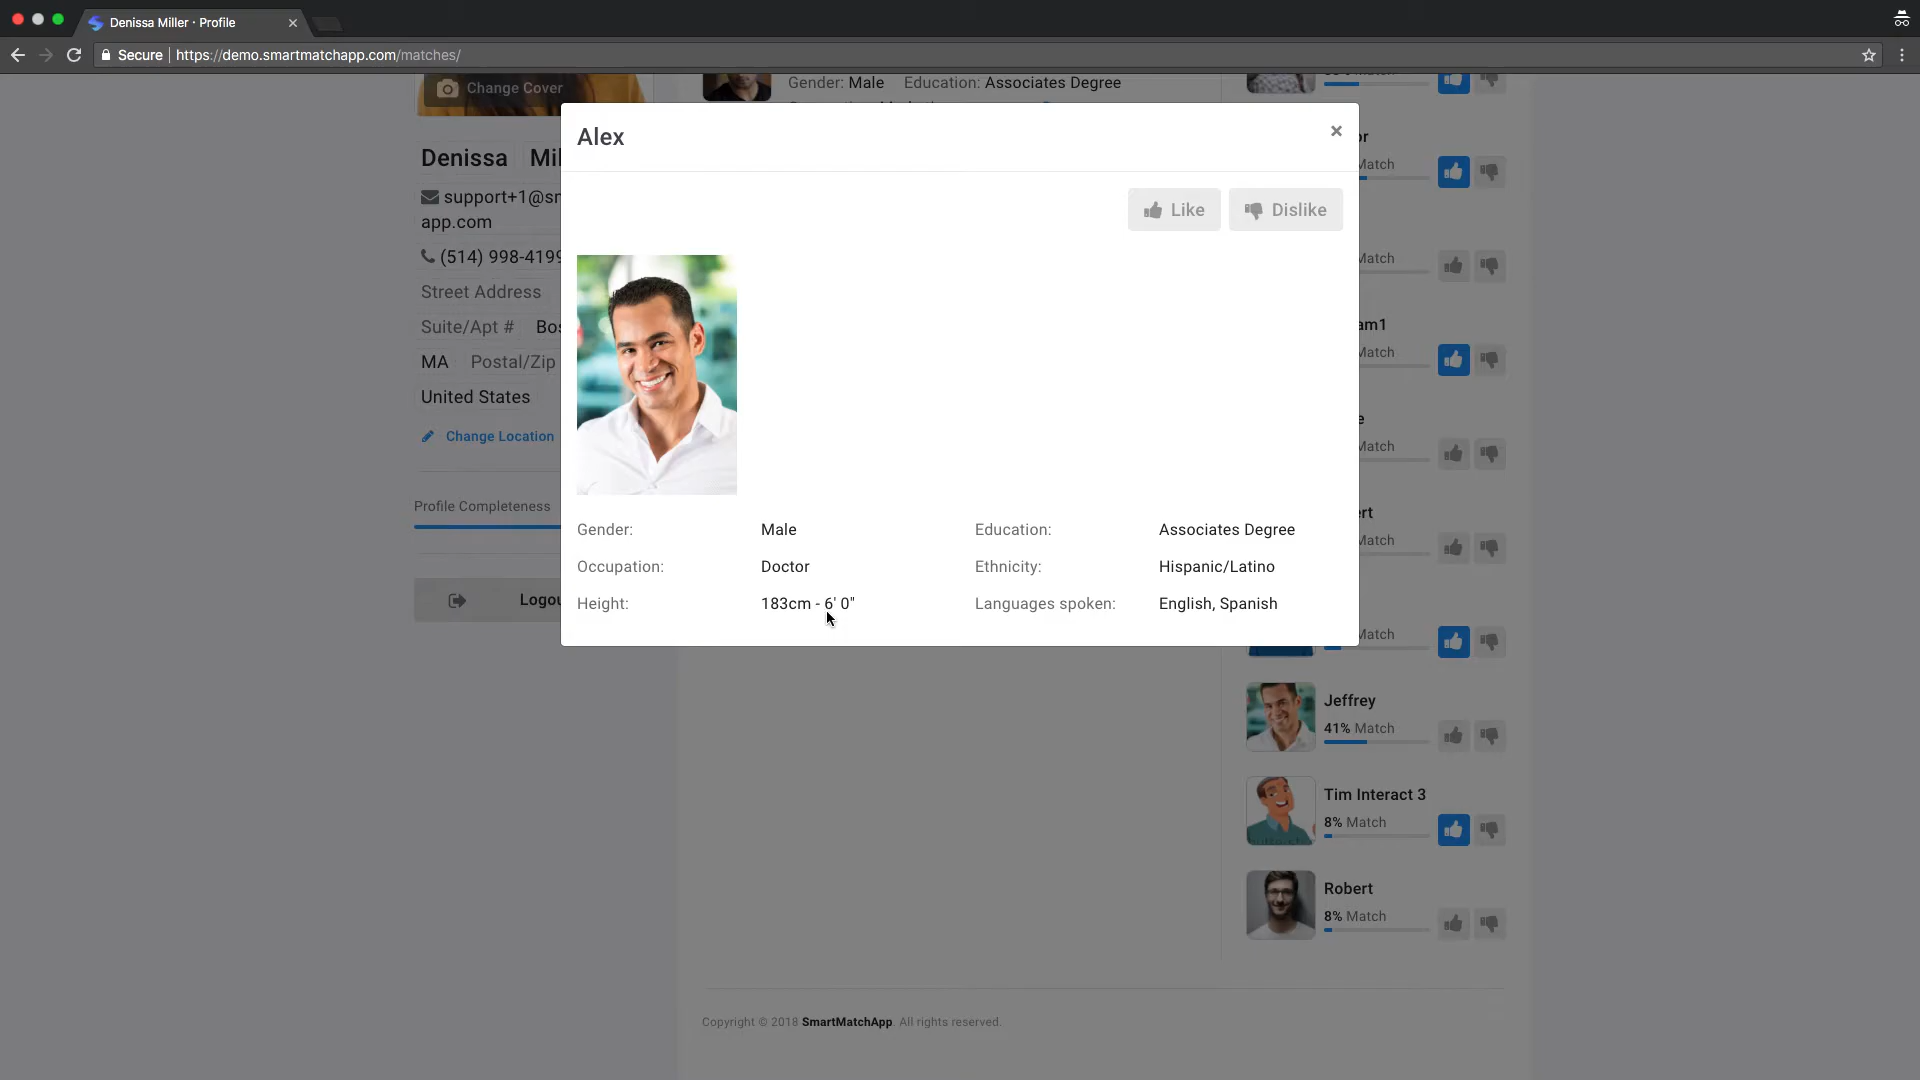 Denissa Miller · Profile
Secure | https://demo.smartmatchapp.com/matches/
Change Cover
Denissa
support+1@sm
app.com
(514) 998-4199
Street Address
Suite/Apt #
MA Postal/Zip
United States
Change Location
Profile Completeness
Gender: Male Education: Associates Degree
Alex
×
Like Dislike
Gender: Male Education: Associates Degree
Occupation: Doctor Ethnicity: Hispanic/Latino
Height: 183cm - 6' 0" Languages spoken: English, Spanish
Match
Match
Match
Match
Match
Match
Jeffrey
41% Match
Tim Interact 3
8% Match
Robert
8% Match
Copyright © 2018 SmartMatchApp. All rights reserved.